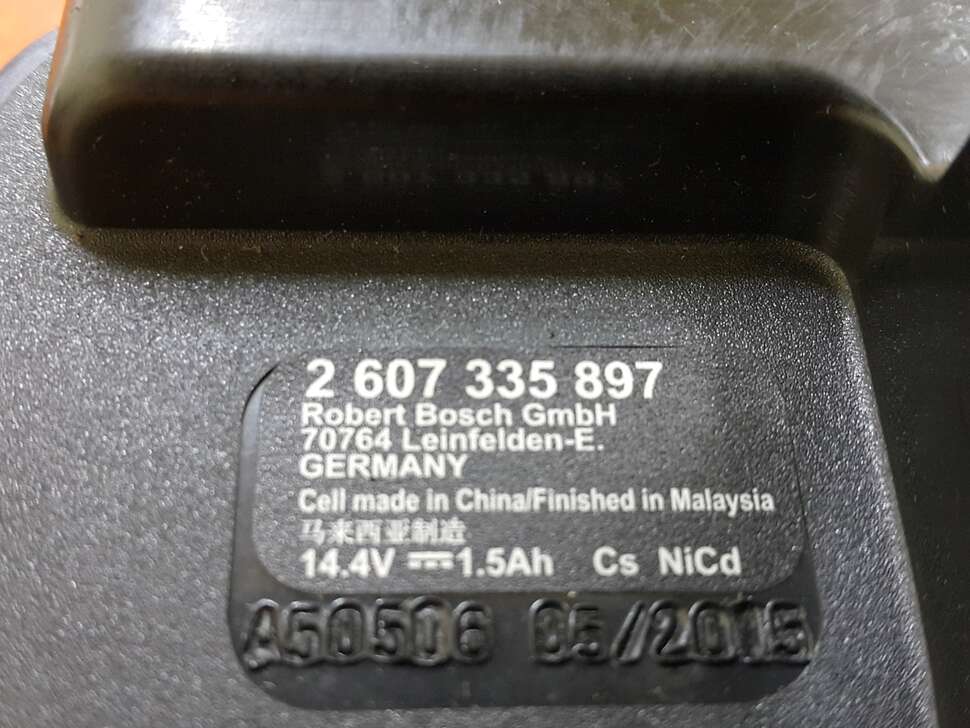 2 607 335 897
Robert Bosch GmbH
70764 Leinfelden-E.
GERMANY
Cell made in China/Finished in Malaysia
马来西亚制造
14.4V ⎓ 1.5Ah Cs NiCd
A50506 05/2015